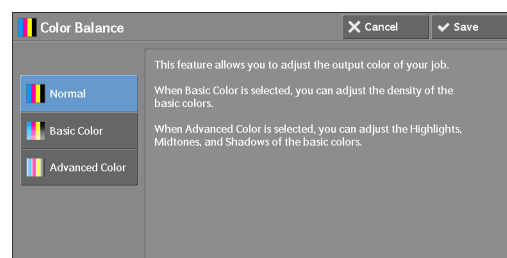 Color Balance
Cancel
Save
Normal
Basic Color
Advanced Color
This feature allows you to adjust the output color of your job.
When Basic Color is selected, you can adjust the density of the
basic colors.
When Advanced Color is selected, you can adjust the Highlights,
Midtones, and Shadows of the basic colors.